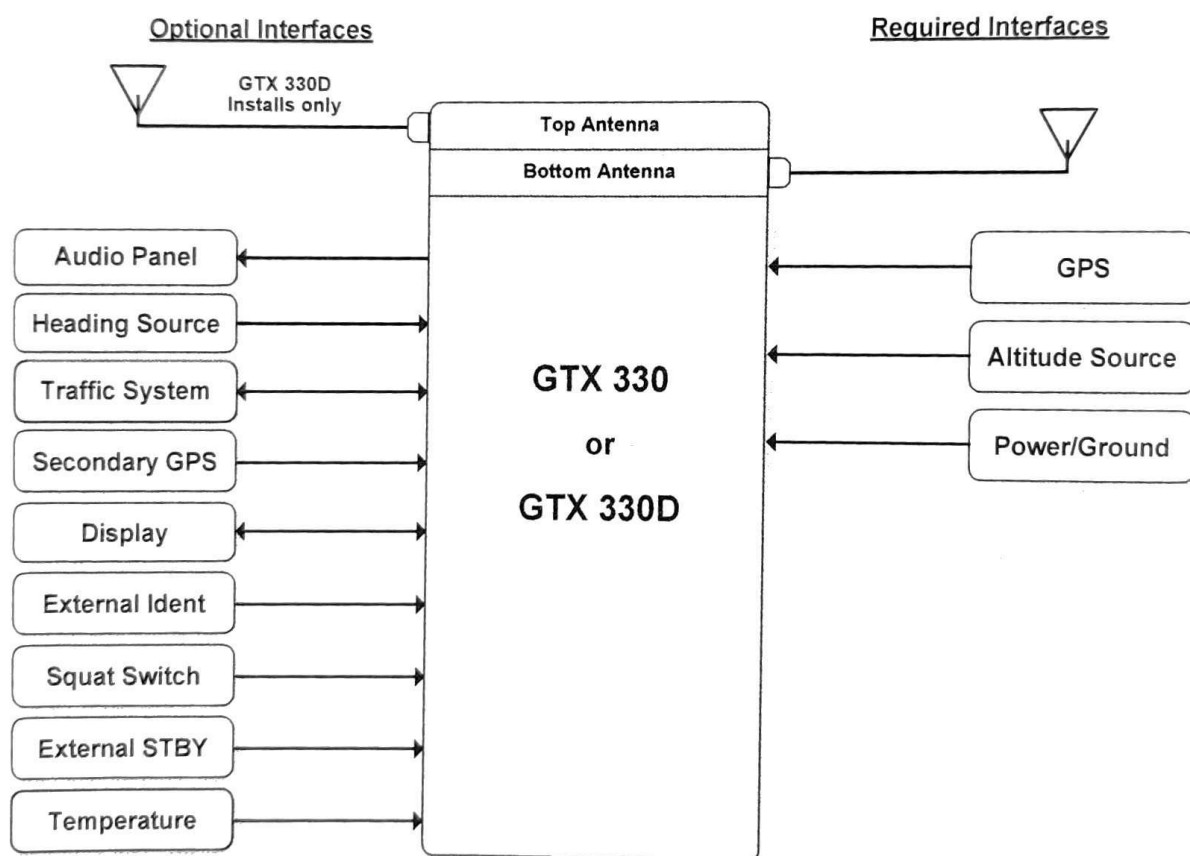 Optional Interfaces
Required Interfaces
GTX 330D
Installs only
Top Antenna
Bottom Antenna
Audio Panel
Heading Source
Traffic System
Secondary GPS
Display
External Ident
Squat Switch
External STBY
Temperature
GTX 330
or
GTX 330D
GPS
Altitude Source
Power/Ground